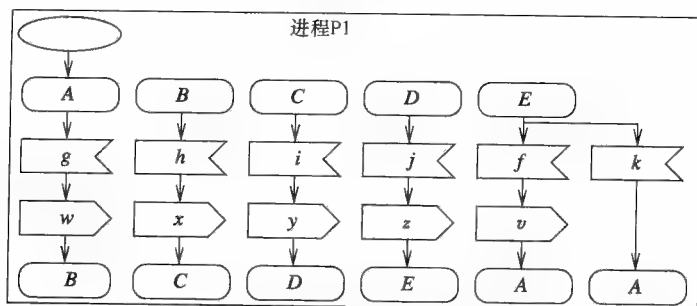 进程P1
A B C D E
g h i j f k
w x y z v
B C D E A A